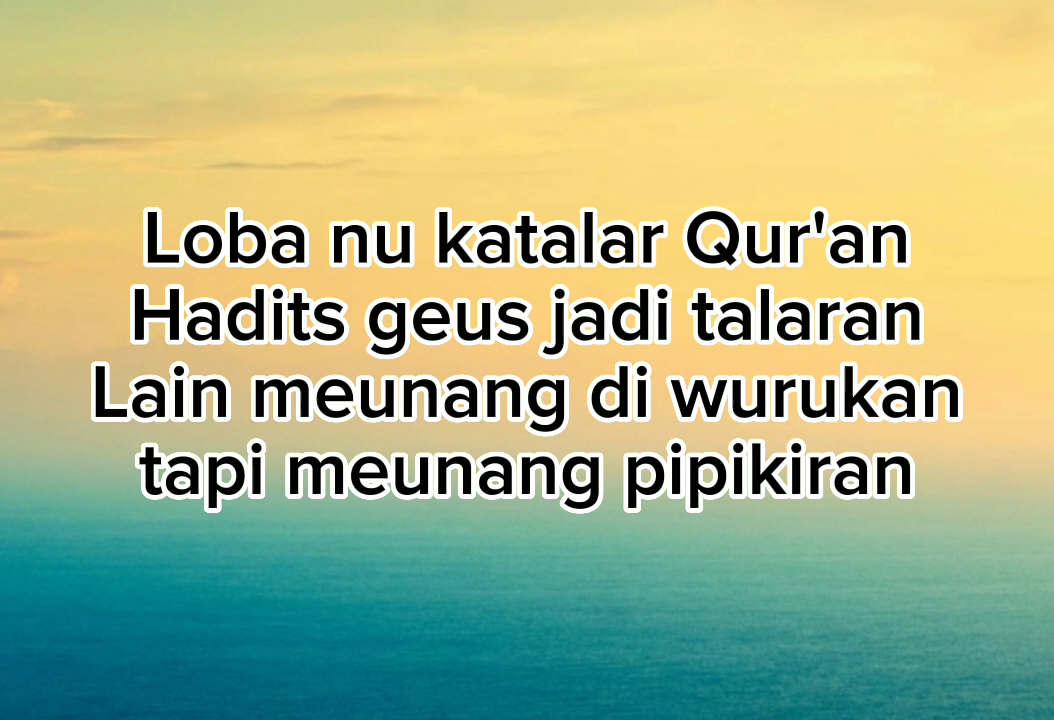 Loba nu katalar Qur'an
Hadits geus jadi talaran
Lain meunang di wurukan
tapi meunang pipikiran